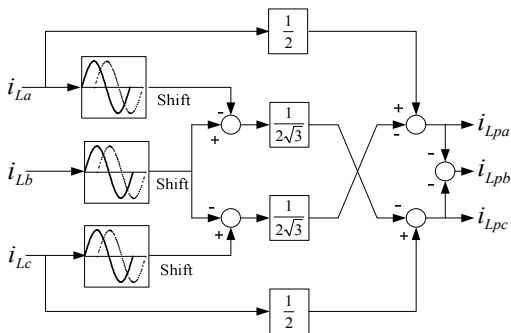 1/2
i_La
Shift
- +
1/(2√3)
+ -
i_Lpa
i_Lb
Shift
-
-
i_Lpb
- +
1/(2√3)
- +
i_Lpc
i_Lc
Shift
1/2